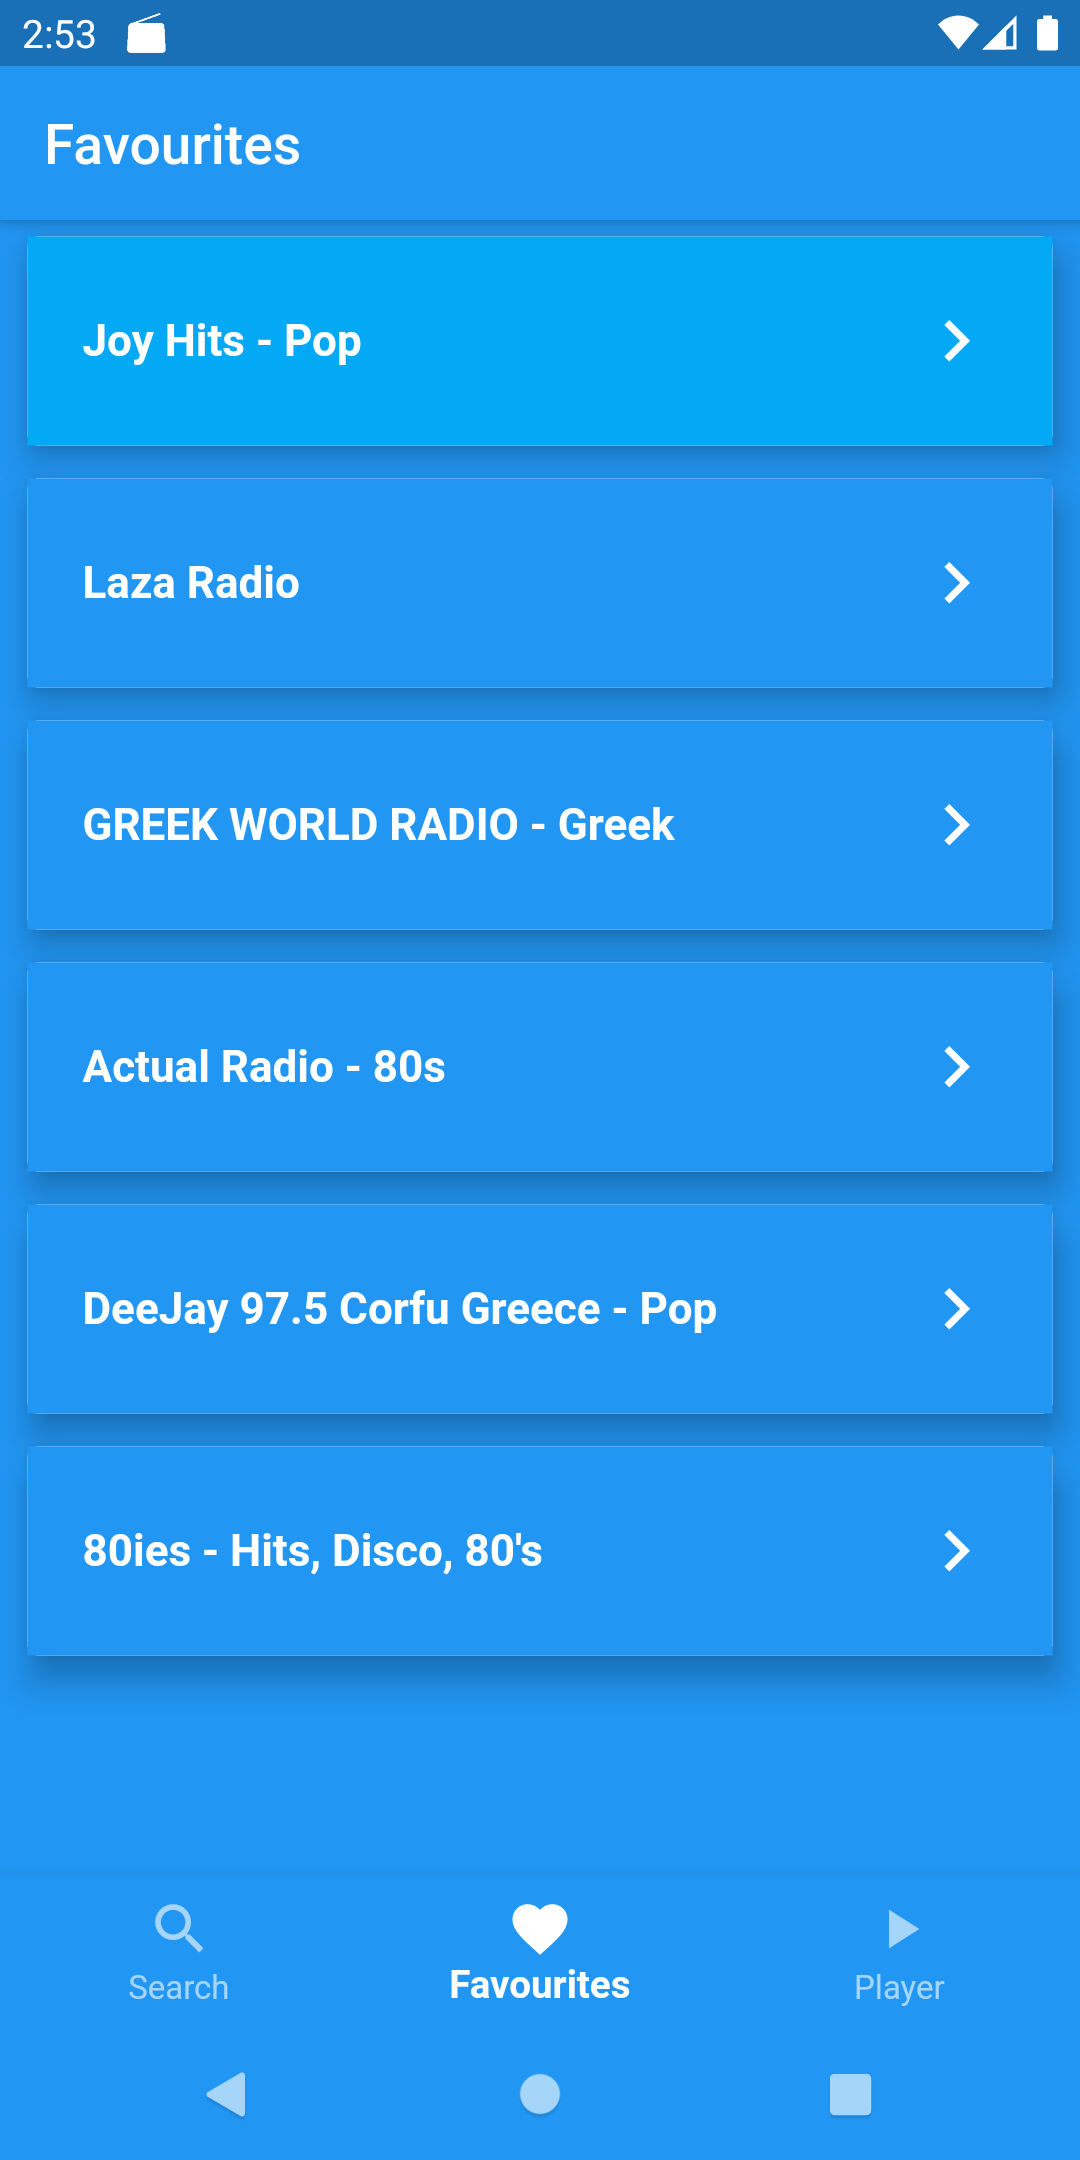 2:53
Favourites
Joy Hits - Pop
Laza Radio
GREEK WORLD RADIO - Greek
Actual Radio - 80s
DeeJay 97.5 Corfu Greece - Pop
80ies - Hits, Disco, 80's
Search
Favourites
Player